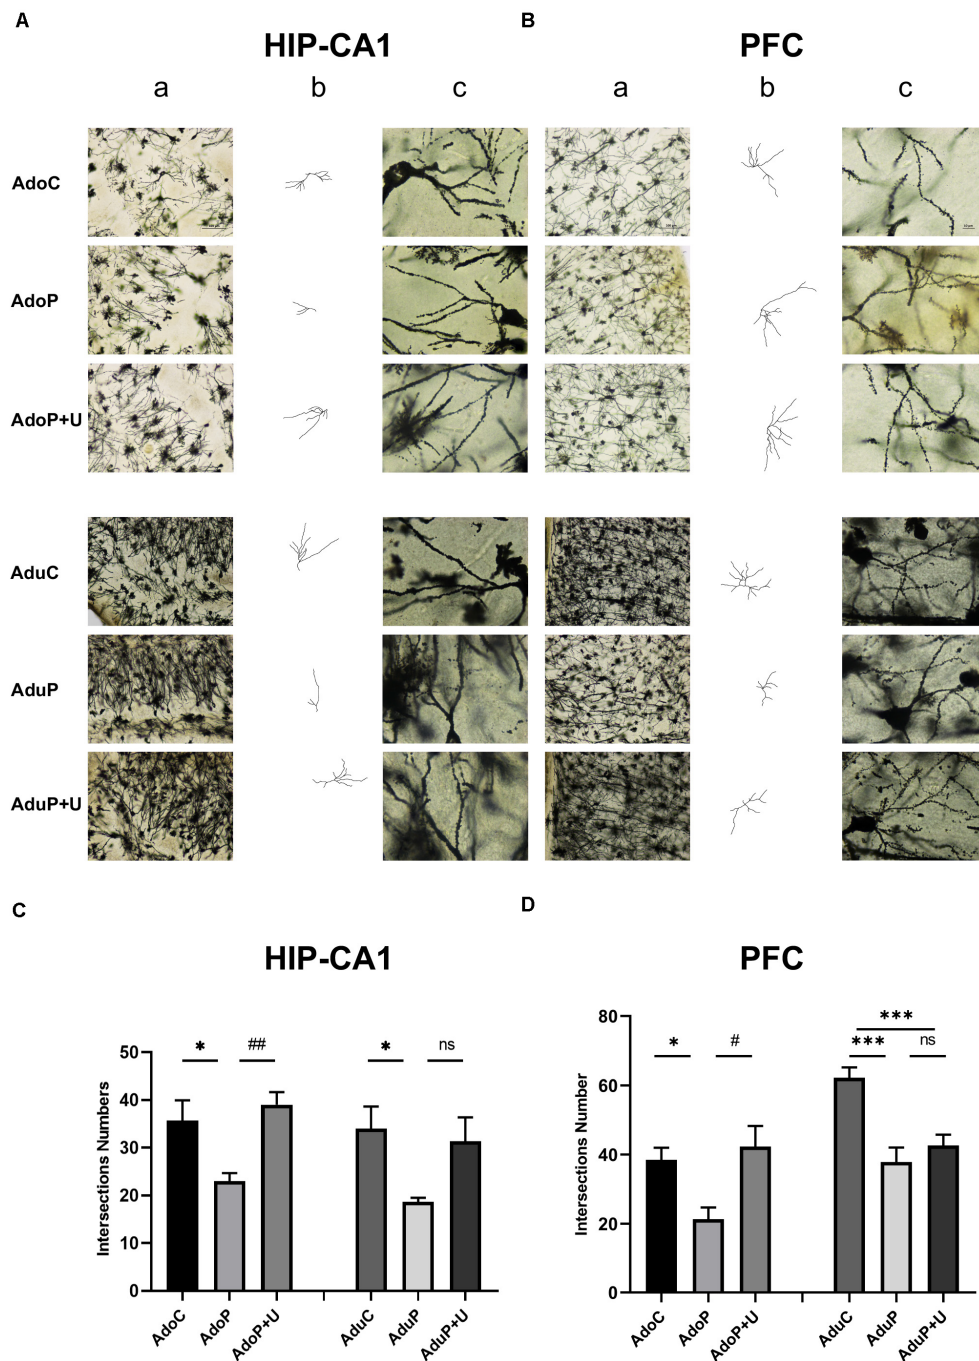 A
B
HIP-CA1
PFC
a b c a b c
AdoC
AdoP
AdoP+U
AduC
AduP
AduP+U
C
D
HIP-CA1
PFC
Intersections Numbers
50
40
30
20
10
0
* ## * ns
AdoC AdoP AdoP+U AduC AduP AduP+U
Intersections Number
80
60
40
20
0
***
* # *** ns
AdoC AdoP AdoP+U AduC AduP AduP+U